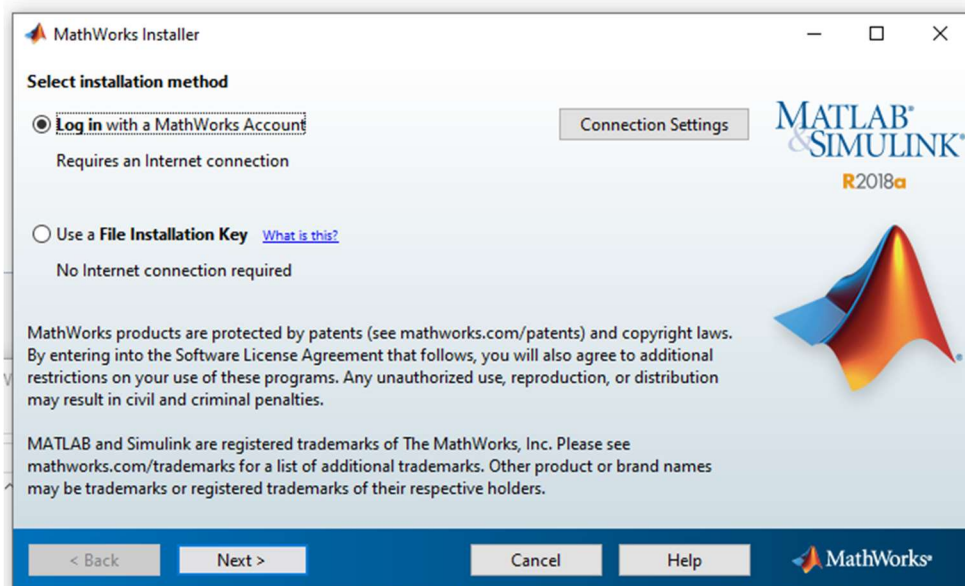 MathWorks Installer
Select installation method
Log in with a MathWorks Account
Connection Settings
Requires an Internet connection
MATLAB®
&SIMULINK®
R2018a
Use a File Installation Key What is this?
No Internet connection required
MathWorks products are protected by patents (see mathworks.com/patents) and copyright laws.
By entering into the Software License Agreement that follows, you will also agree to additional
restrictions on your use of these programs. Any unauthorized use, reproduction, or distribution
may result in civil and criminal penalties.
MATLAB and Simulink are registered trademarks of The MathWorks, Inc. Please see
mathworks.com/trademarks for a list of additional trademarks. Other product or brand names
may be trademarks or registered trademarks of their respective holders.
< Back
Next >
Cancel
Help
MathWorks®